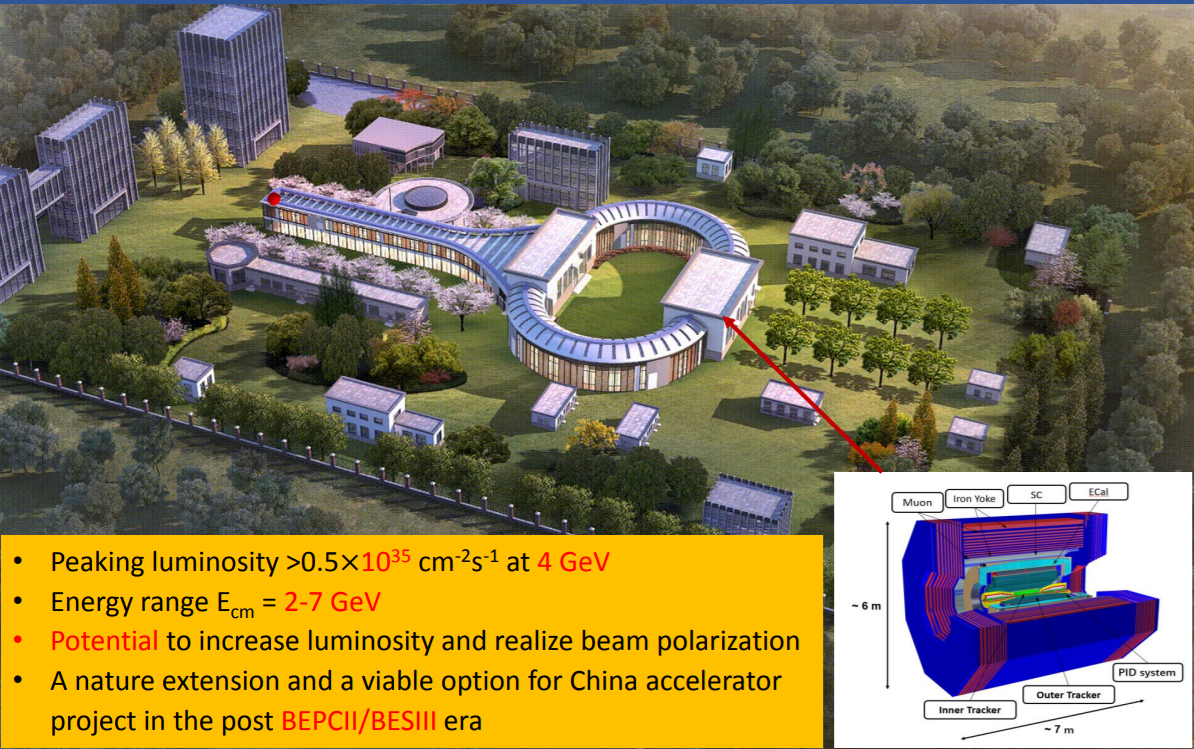 • Peaking luminosity >0.5×10³⁵ cm⁻²s⁻¹ at 4 GeV
• Energy range Ecm = 2-7 GeV
• Potential to increase luminosity and realize beam polarization
• A nature extension and a viable option for China accelerator
project in the post BEPCII/BESIII era
Muon
Iron Yoke
SC
ECal
~ 6 m
PID system
Outer Tracker
Inner Tracker
~ 7 m